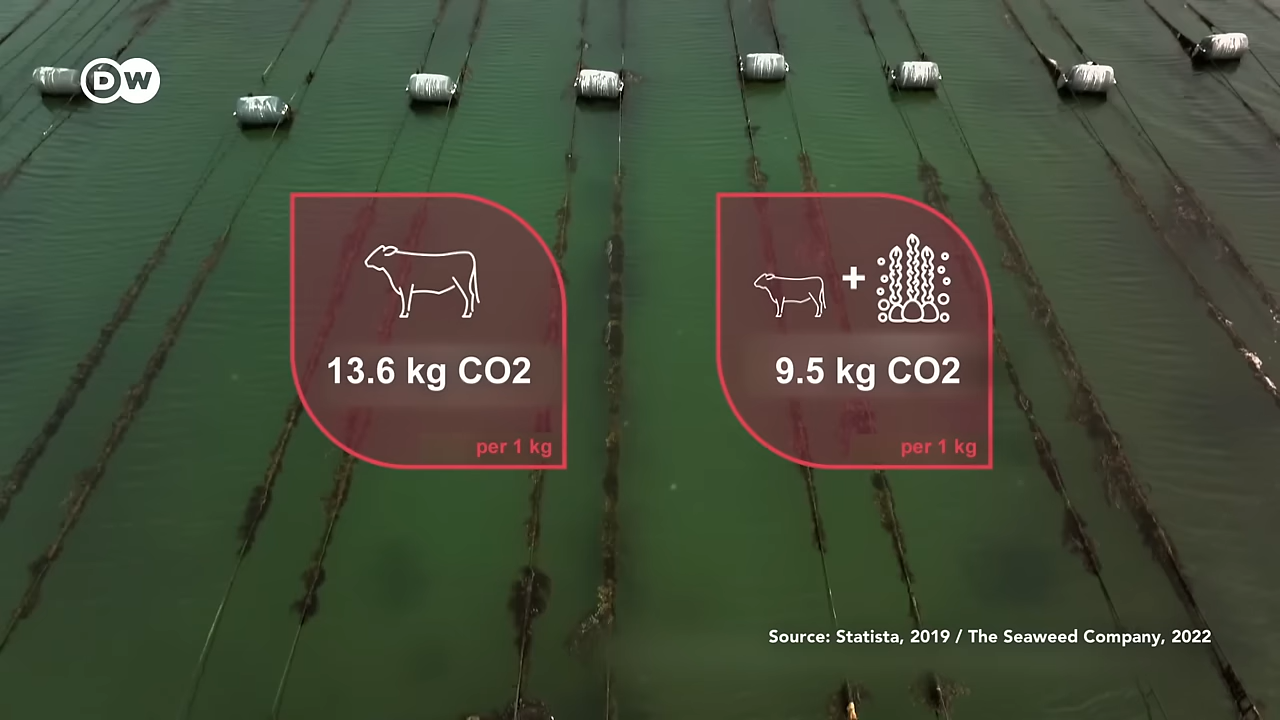 DW
13.6 kg CO2
per 1 kg
+
9.5 kg CO2
per 1 kg
Source: Statista, 2019 / The Seaweed Company, 2022